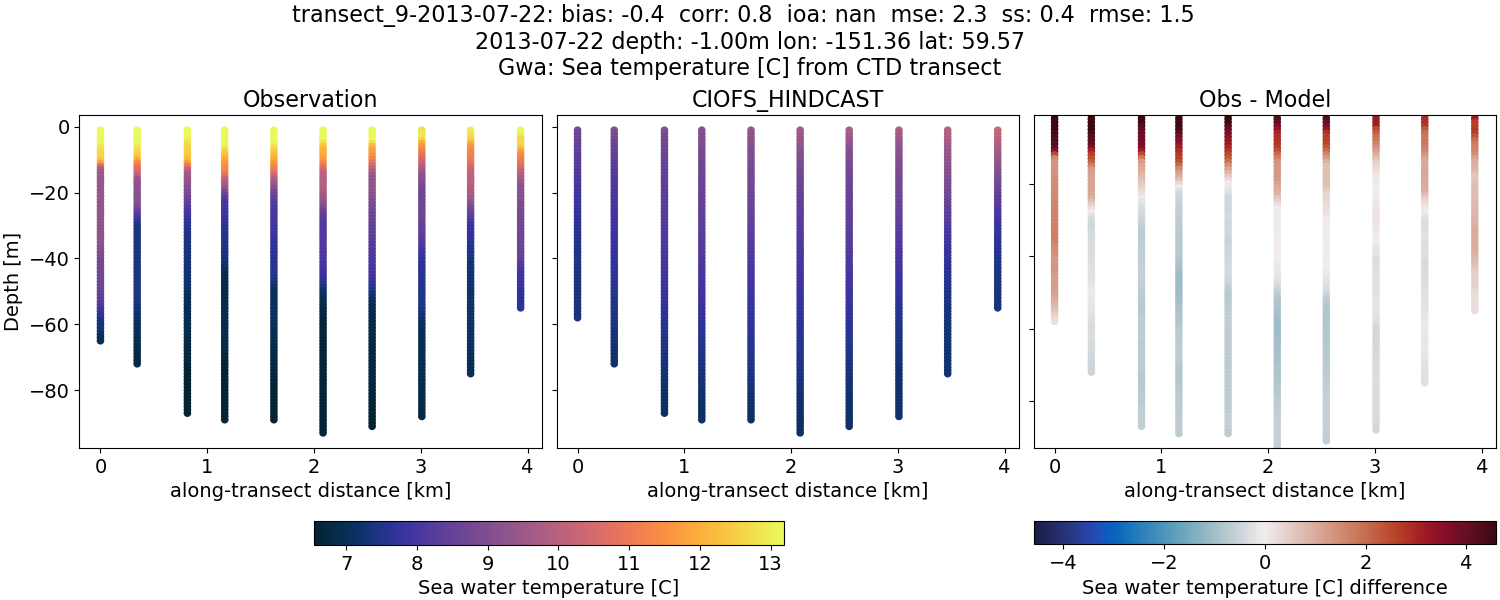 transect_9-2013-07-22: bias: -0.4  corr: 0.8  ioa: nan  mse: 2.3  ss: 0.4  rmse: 1.5
2013-07-22 depth: -1.00m lon: -151.36 lat: 59.57
Gwa: Sea temperature [C] from CTD transect
Observation
CIOFS_HINDCAST
Obs - Model
Depth [m]
0
−20
−40
−60
−80
0 1 2 3 4
0 1 2 3 4
0 1 2 3 4
along-transect distance [km]
along-transect distance [km]
along-transect distance [km]
7 8 9 10 11 12 13
Sea water temperature [C]
−4 −2 0 2 4
Sea water temperature [C] difference